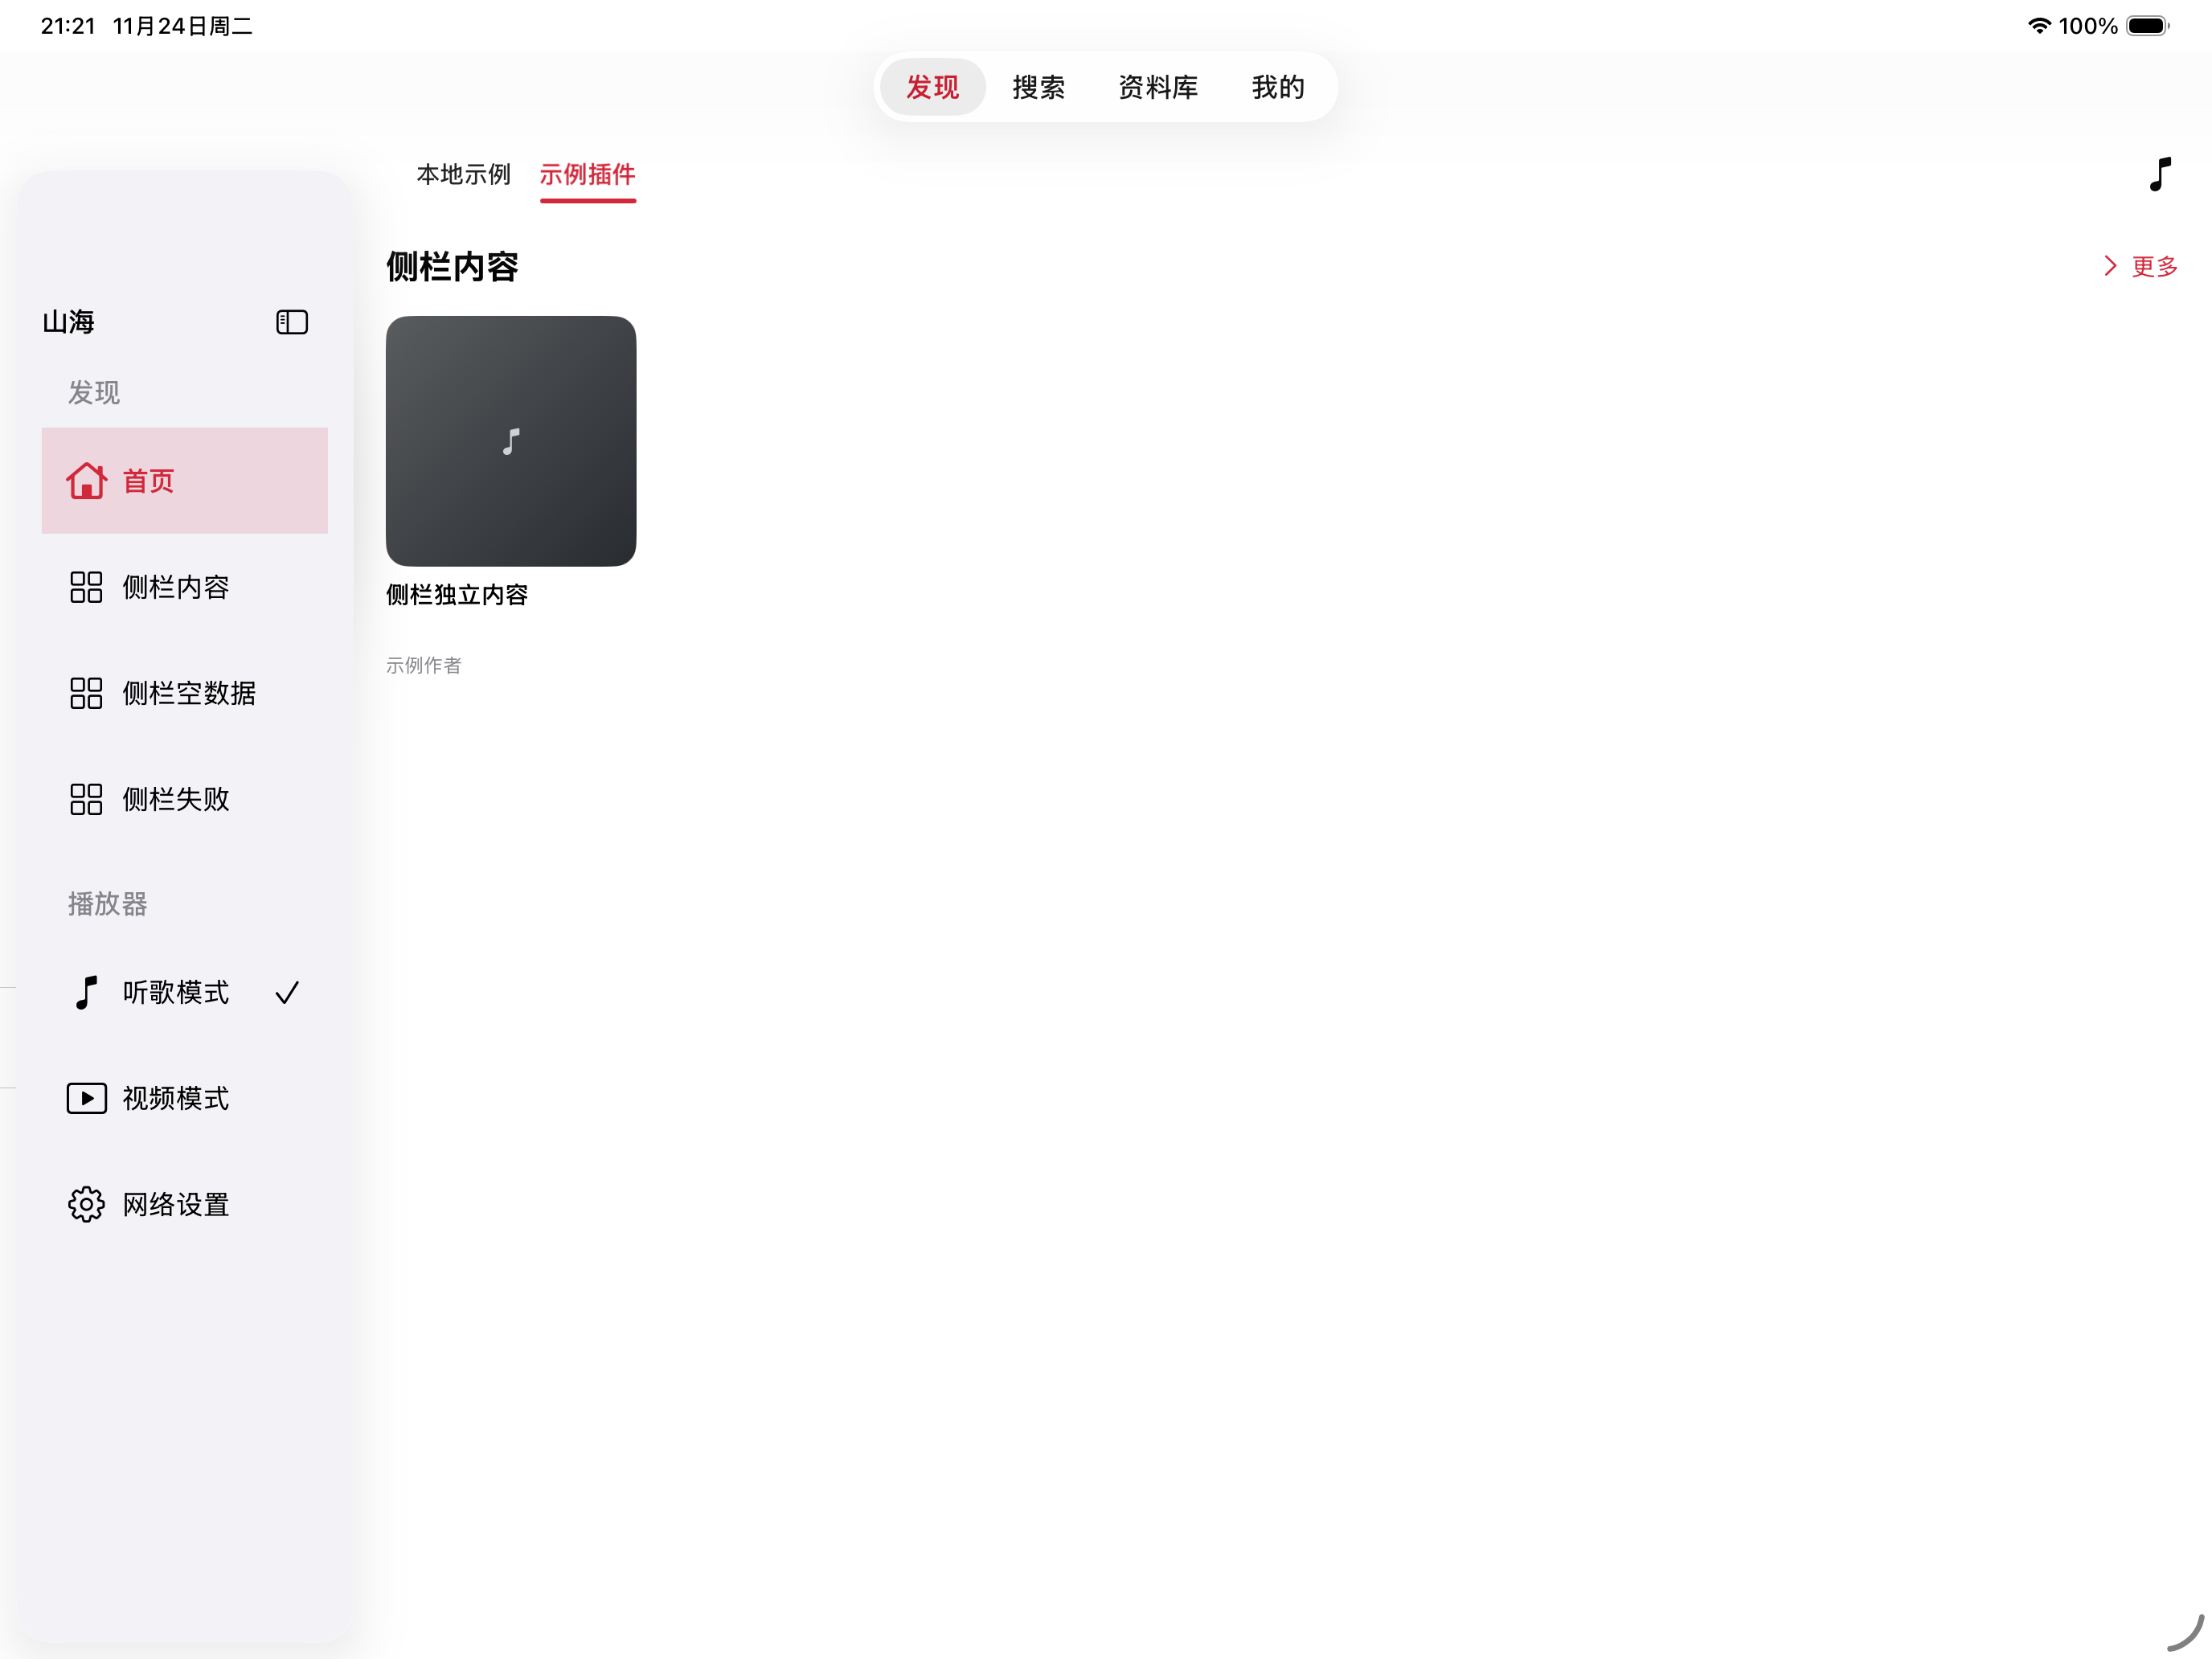 21:21 11月24日周二
100%
发现 搜索 资料库 我的
本地示例 示例插件
侧栏内容
更多
侧栏独立内容
示例作者
山海
发现
首页
侧栏内容
侧栏空数据
侧栏失败
播放器
听歌模式
视频模式
网络设置